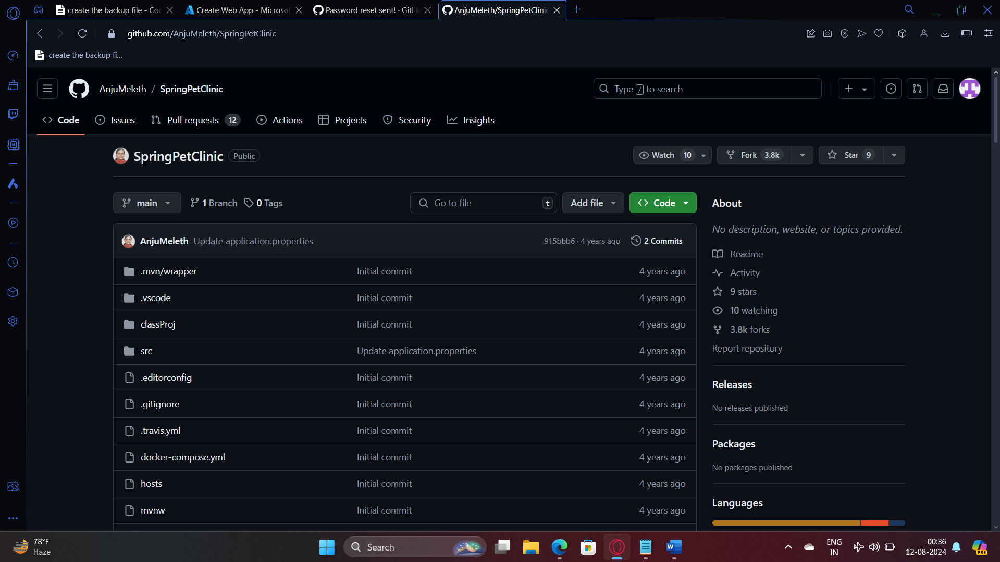 create the backup file - Coc
Create Web App - Microsof
Password reset sent! · GitHu
AnjuMeleth/SpringPetClinic
github.com/AnjuMeleth/SpringPetClinic
create the backup fi...
AnjuMeleth / SpringPetClinic
Type / to search
Code
Issues
Pull requests 12
Actions
Projects
Security
Insights
SpringPetClinic Public
Watch 10
Fork 3.8k
Star 9
main
1 Branch
0 Tags
Go to file t
Add file
Code
AnjuMeleth Update application.properties 915bbb6 · 4 years ago 2 Commits
.mvn/wrapper Initial commit 4 years ago
.vscode Initial commit 4 years ago
classProj Initial commit 4 years ago
src Update application.properties 4 years ago
.editorconfig Initial commit 4 years ago
.gitignore Initial commit 4 years ago
.travis.yml Initial commit 4 years ago
docker-compose.yml Initial commit 4 years ago
hosts Initial commit 4 years ago
mvnw Initial commit 4 years ago
About
No description, website, or topics provided.
Readme
Activity
9 stars
10 watching
3.8k forks
Report repository
Releases
No releases published
Packages
No packages published
Languages
78°F
Haze
Search
W
ENG
IN
00:36
12-08-2024
PRE